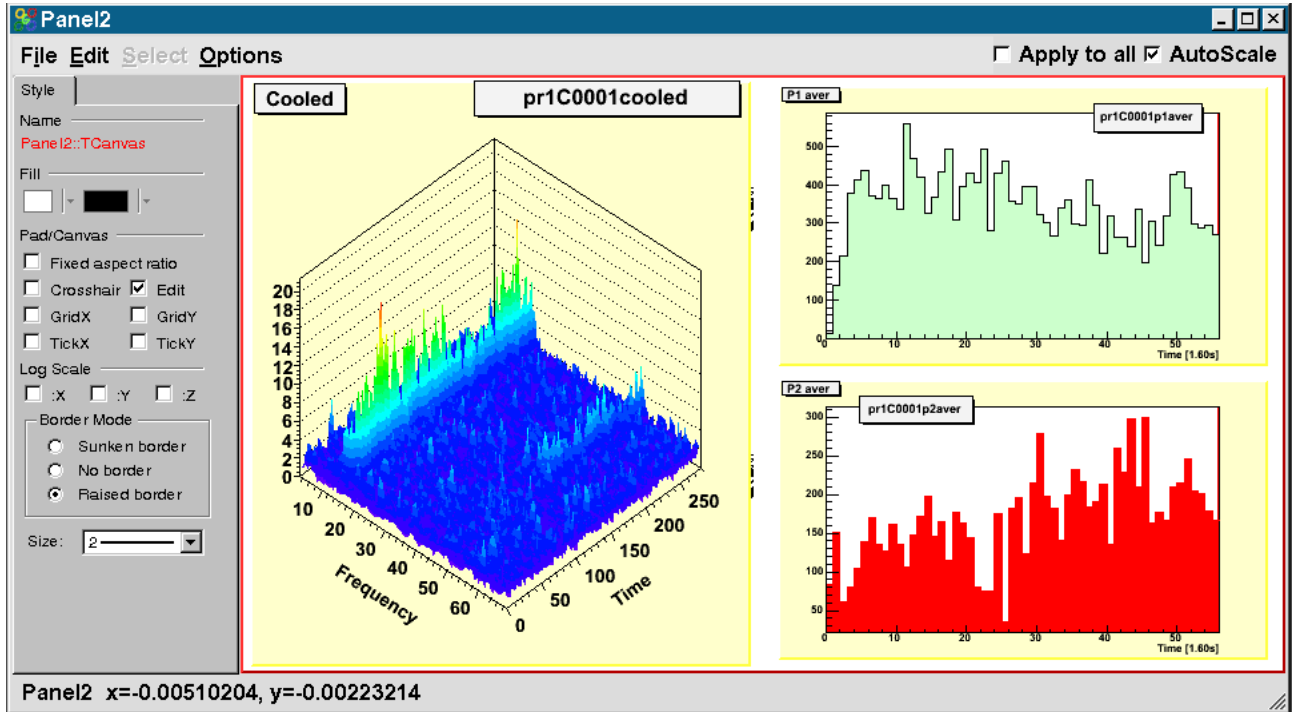 Panel2
File Edit Select Options
Apply to all AutoScale
Style
Name
Panel2::TCanvas
Fill
Pad/Canvas
Fixed aspect ratio
Crosshair Edit
GridX GridY
TickX TickY
Log Scale
:X :Y :Z
Border Mode
Sunken border
No border
Raised border
Size: 2
Cooled
pr1C0001cooled
20
18
16
14
12
10
8
6
4
2
0
10
20
30
40
50
60
Frequency
0
50
100
150
200
250
Time
P1 aver
pr1C0001p1aver
500
400
300
200
100
0
0 10 20 30 40 50
Time [1.60s]
P2 aver
pr1C0001p2aver
300
250
200
150
100
50
0 10 20 30 40 50
Time [1.60s]
Panel2 x=-0.00510204, y=-0.00223214